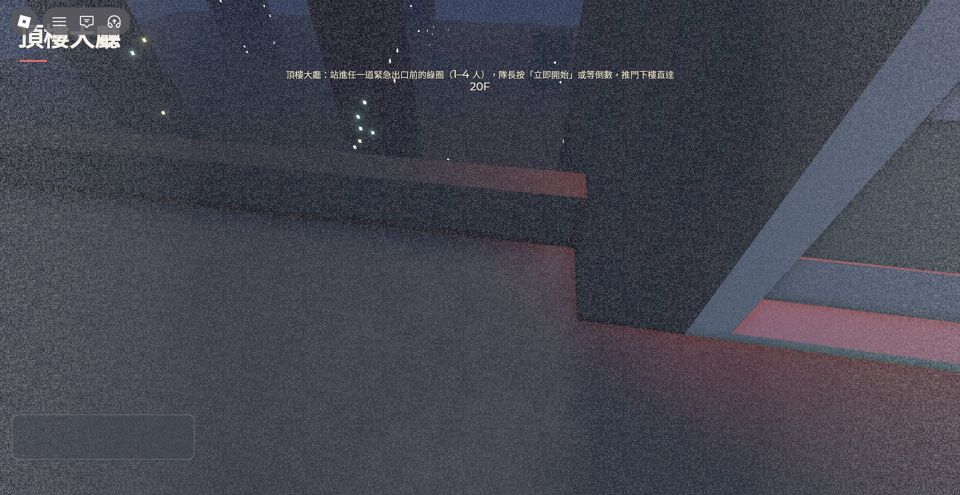 頂樓大廳
頂樓大廳：站進任一道緊急出口前的綠圈（1–4 人），隊長按「立即開始」或等倒數，推門下樓直達
20F